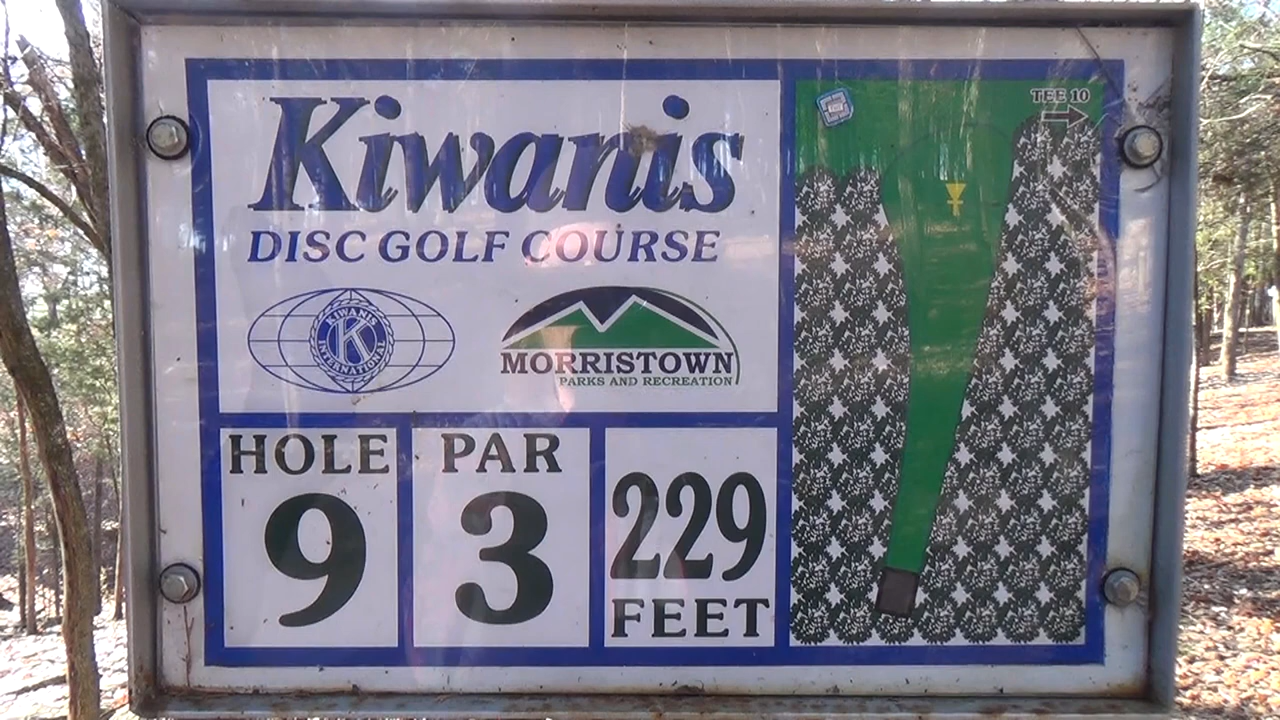 Kiwanis
DISC GOLF COURSE
KIWANIS
K
INTERNATIONAL
MORRISTOWN
PARKS AND RECREATION
HOLE
9
PAR
3
229
FEET
TEE 10